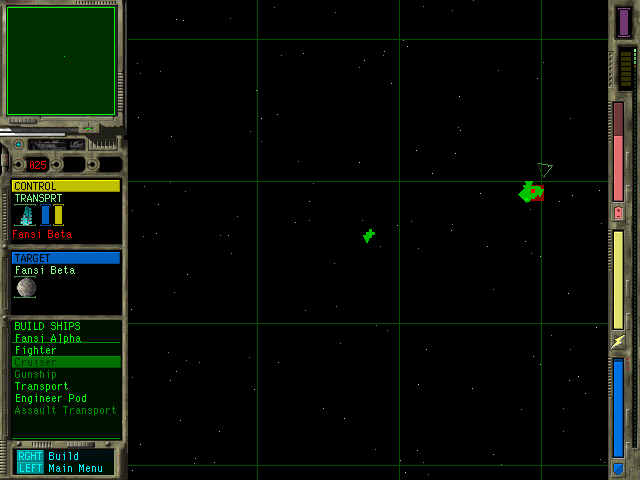 025
CONTROL
TRANSPRT
Fansi Beta
TARGET
Fansi Beta
BUILD SHIPS
Fansi Alpha
Fighter
Cruiser
Gunship
Transport
Engineer Pod
Assault Transport
RGHT Build
LEFT Main Menu